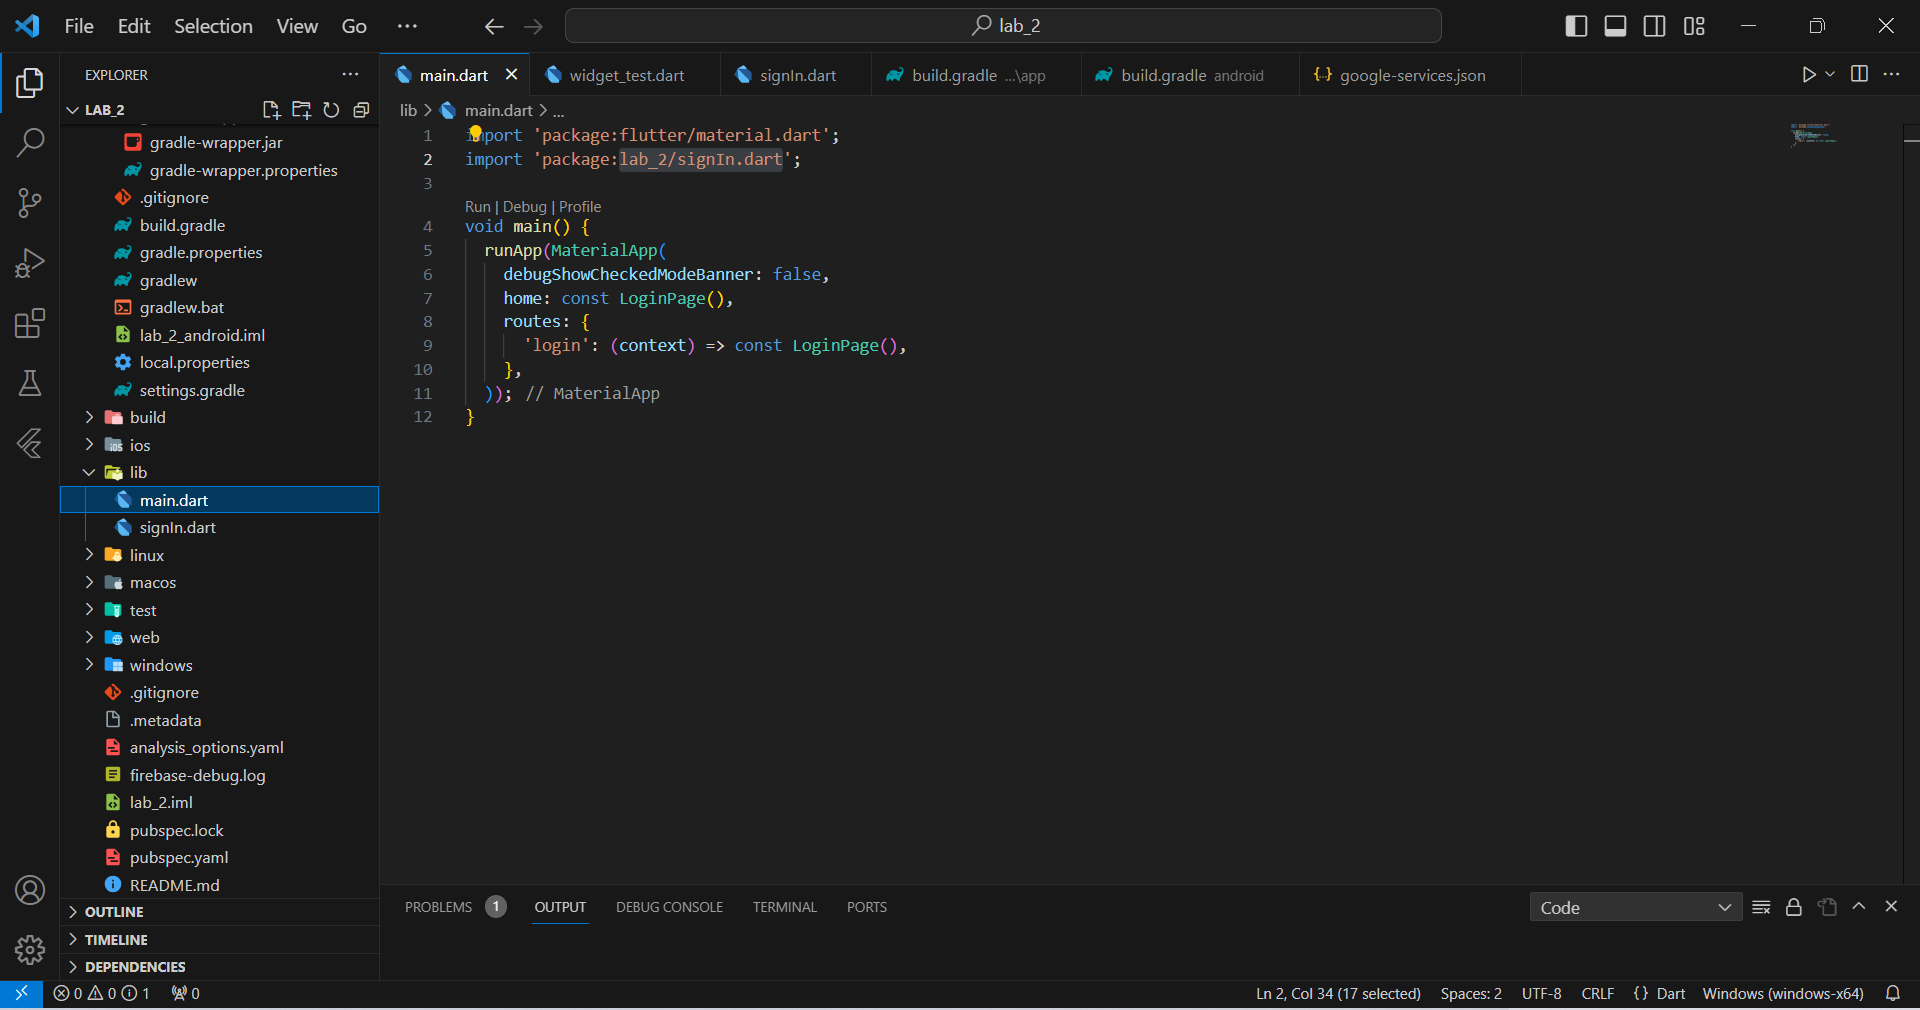 File Edit Selection View Go ··· lab_2
EXPLORER ···
LAB_2
gradle-wrapper.jar
gradle-wrapper.properties
.gitignore
build.gradle
gradle.properties
gradlew
gradlew.bat
lab_2_android.iml
local.properties
settings.gradle
build
ios
lib
main.dart
signIn.dart
linux
macos
test
web
windows
.gitignore
.metadata
analysis_options.yaml
firebase-debug.log
lab_2.iml
pubspec.lock
pubspec.yaml
README.md
OUTLINE
TIMELINE
DEPENDENCIES
main.dart widget_test.dart signIn.dart build.gradle ...\app build.gradle android google-services.json
lib > main.dart > ...
1 import 'package:flutter/material.dart';
2 import 'package:lab_2/signIn.dart';
3
Run | Debug | Profile
4 void main() {
5 runApp(MaterialApp(
6 debugShowCheckedModeBanner: false,
7 home: const LoginPage(),
8 routes: {
9 'login': (context) => const LoginPage(),
10 },
11 )); // MaterialApp
12 }
PROBLEMS 1 OUTPUT DEBUG CONSOLE TERMINAL PORTS Code
0 0 1 0 Ln 2, Col 34 (17 selected) Spaces: 2 UTF-8 CRLF {} Dart Windows (windows-x64)